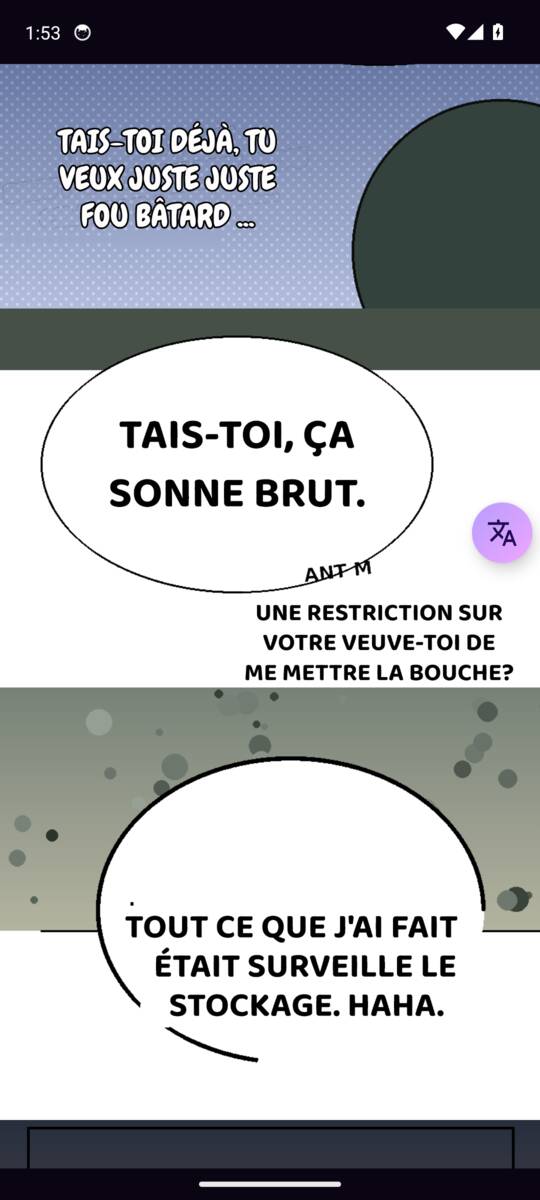 1:53
TAIS-TOI DÉJÀ, TU
VEUX JUSTE JUSTE
FOU BÂTARD ...
TAIS-TOI, ÇA
SONNE BRUT.
ANT M
UNE RESTRICTION SUR
VOTRE VEUVE-TOI DE
ME METTRE LA BOUCHE?
TOUT CE QUE J'AI FAIT
ÉTAIT SURVEILLE LE
STOCKAGE. HAHA.